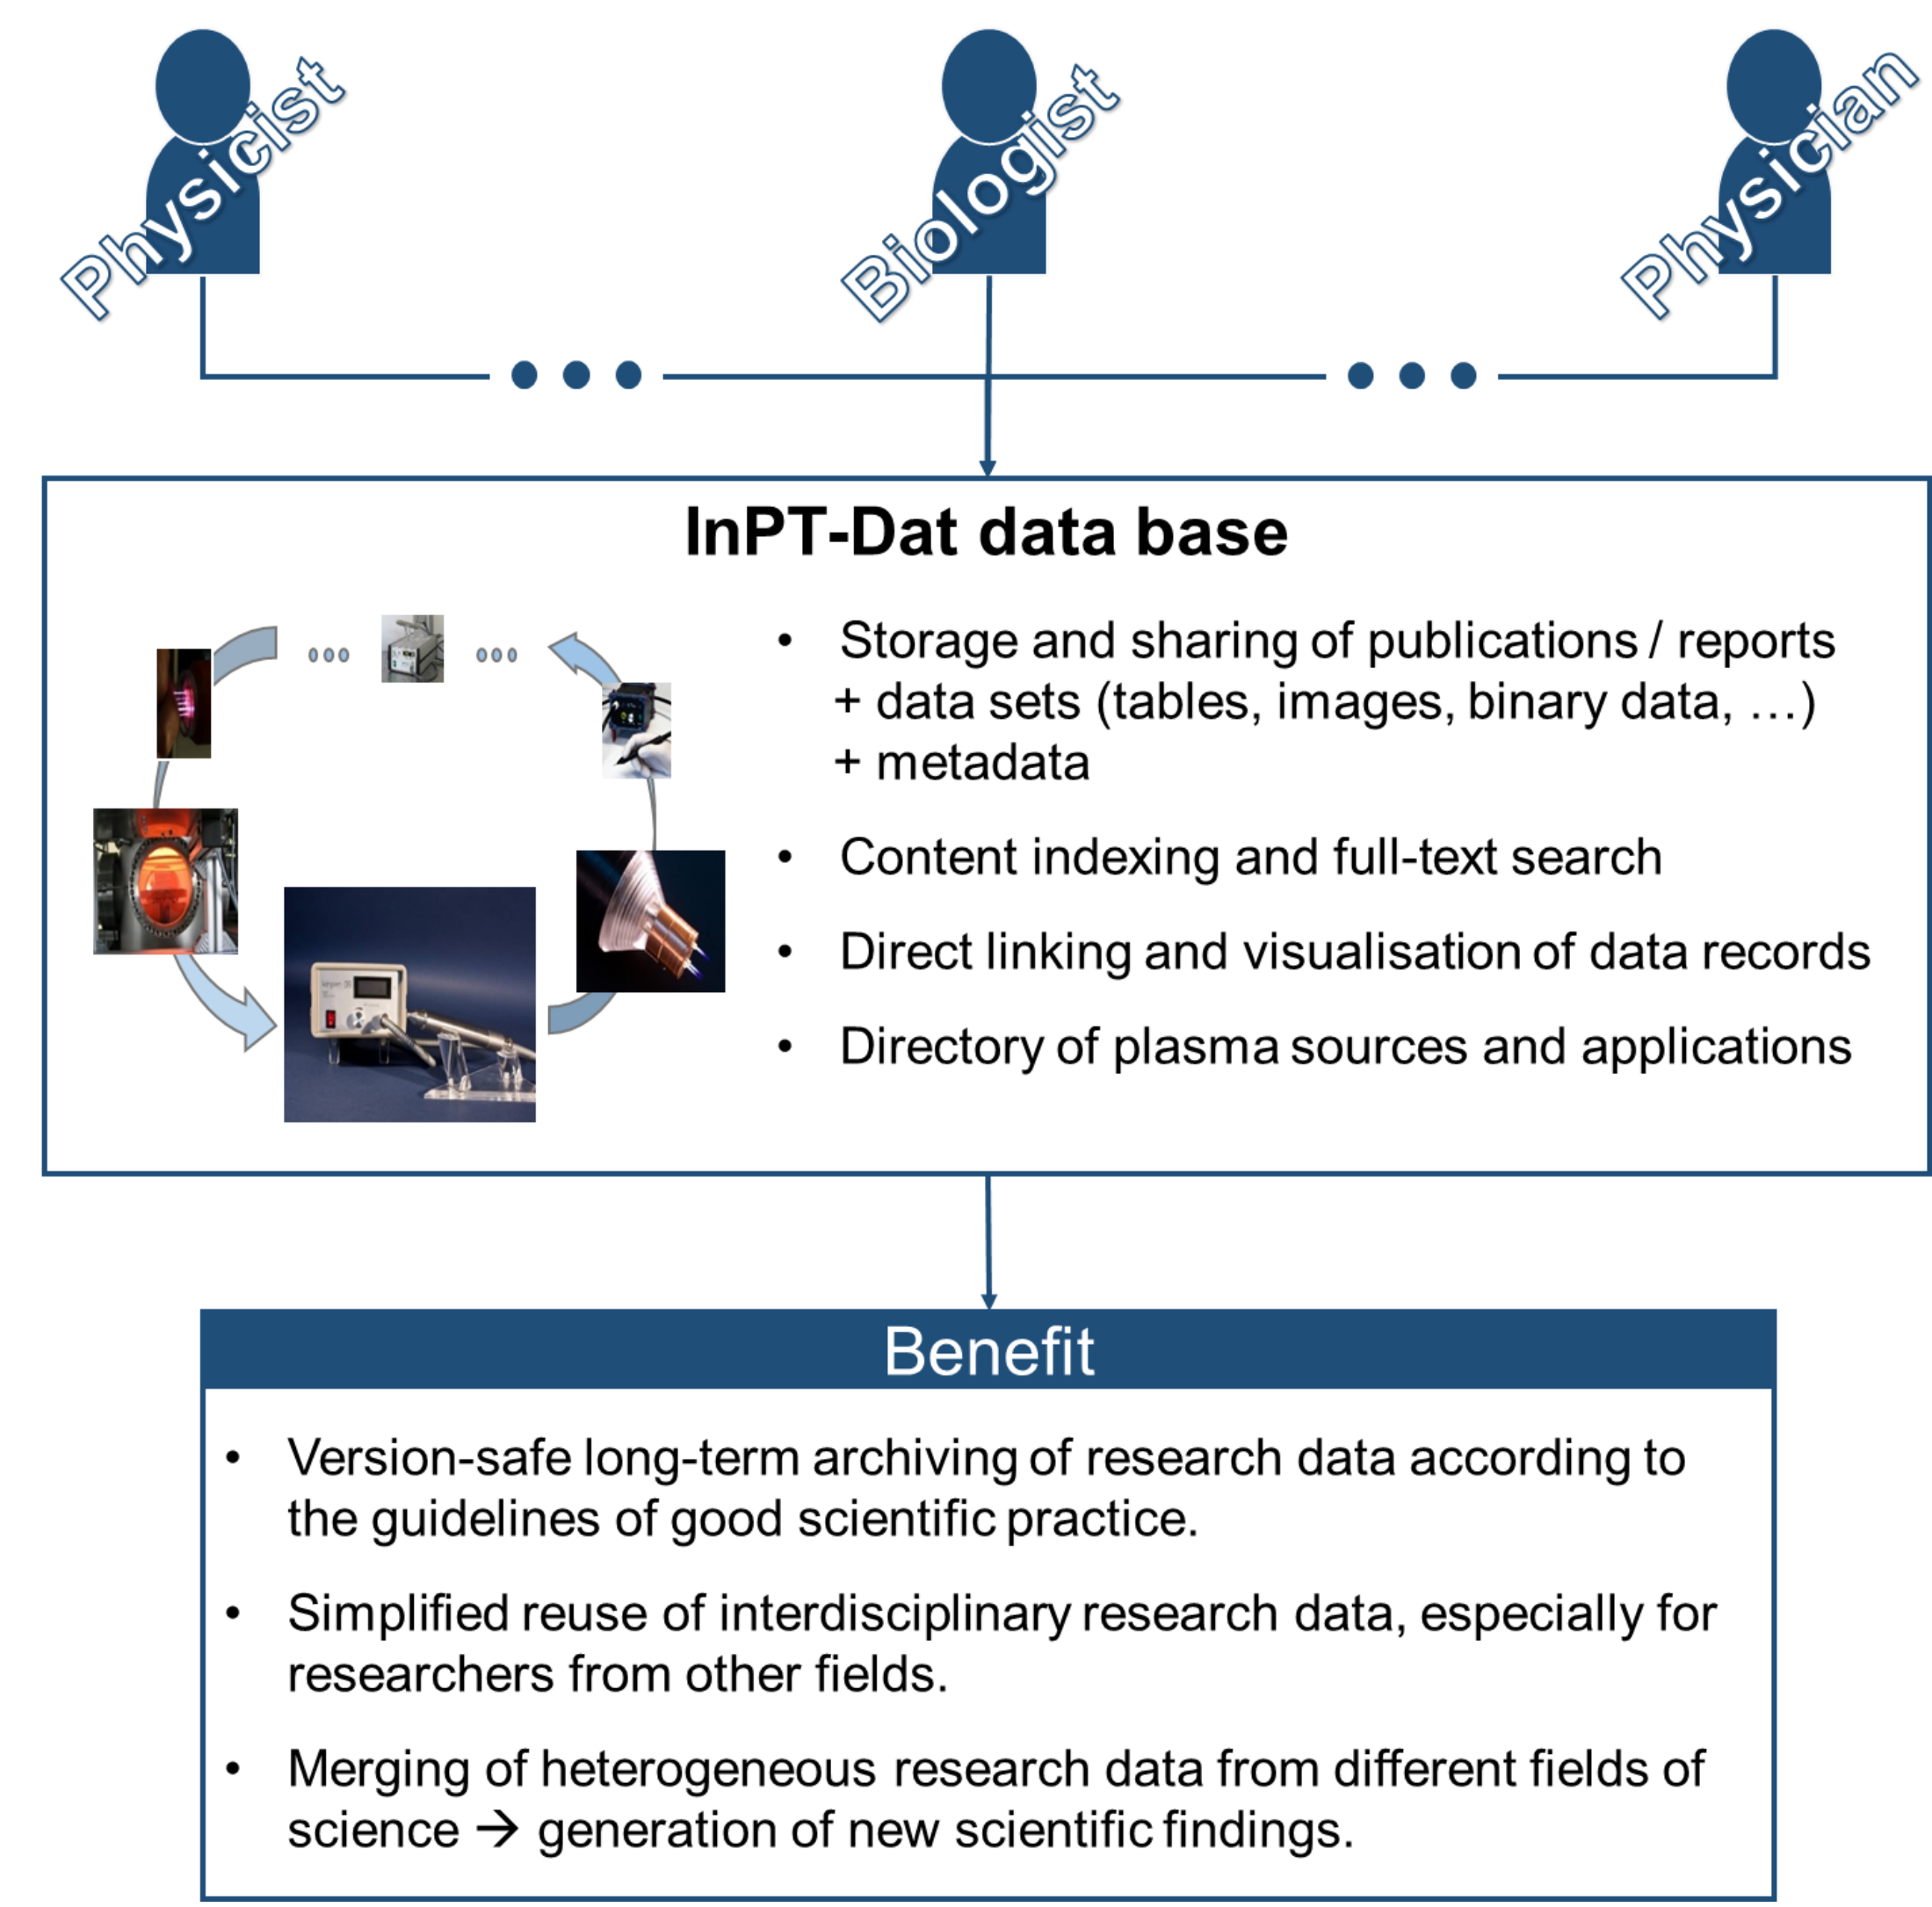 Physicist
Biologist
Physician
InPT-Dat data base
• Storage and sharing of publications / reports
+ data sets (tables, images, binary data, …)
+ metadata
• Content indexing and full-text search
• Direct linking and visualisation of data records
• Directory of plasma sources and applications
Benefit
• Version-safe long-term archiving of research data according to
the guidelines of good scientific practice.
• Simplified reuse of interdisciplinary research data, especially for
researchers from other fields.
• Merging of heterogeneous research data from different fields of
science → generation of new scientific findings.